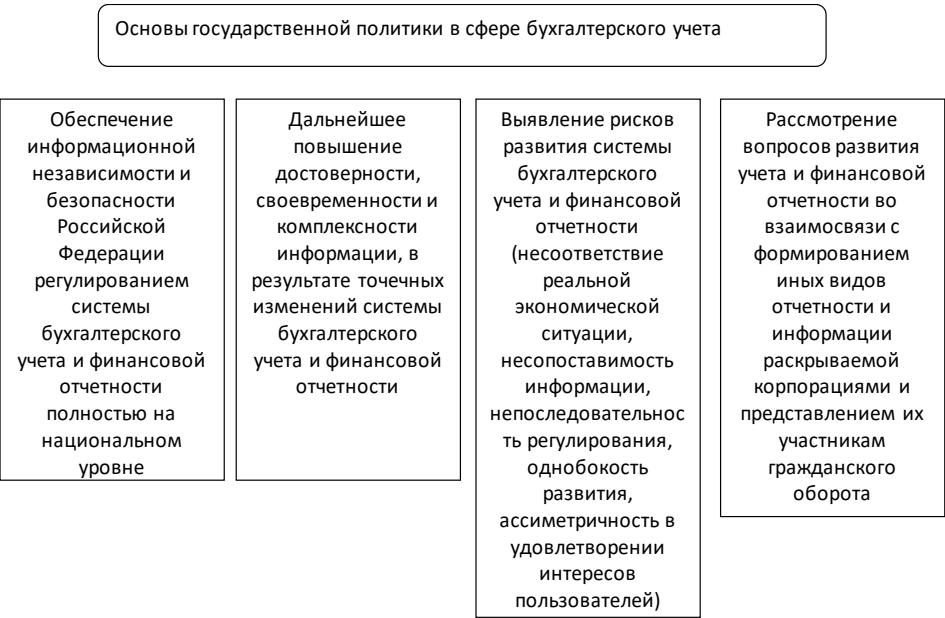 Основы государственной политики в сфере бухгалтерского учета
Обеспечение
информационной
независимости и
безопасности
Российской
Федерации
регулированием
системы
бухгалтерского
учета и финансовой
отчетности
полностью на
национальном
уровне
Дальнейшее
повышение
достоверности,
своевременности и
комплексности
информации, в
результате точечных
изменений системы
бухгалтерского
учета и финансовой
отчетности
Выявление рисков
развития системы
бухгалтерского
учета и финансовой
отчетности
(несоответствие
реальной
экономической
ситуации,
несопоставимость
информации,
непоследовательнос
ть регулирования,
однобокость
развития,
ассиметричность в
удовлетворении
интересов
пользователей)
Рассмотрение
вопросов развития
учета и финансовой
отчетности во
взаимосвязи с
формированием
иных видов
отчетности и
информации
раскрываемой
корпорациями и
представлением их
участникам
гражданского
оборота